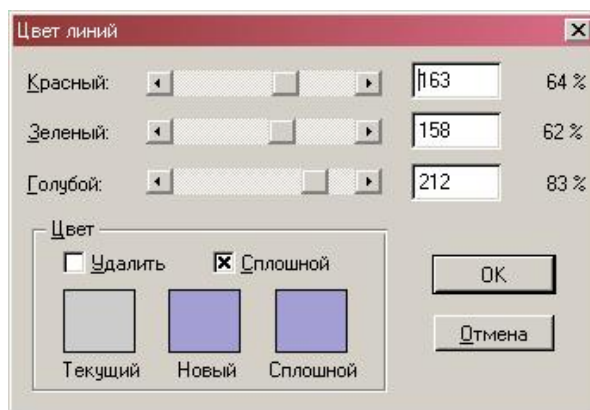 Цвет линий
Красный: 163 64 %
Зеленый: 158 62 %
Голубой: 212 83 %
Цвет
Удалить Сплошной
OK
Текущий Новый Сплошной
Отмена